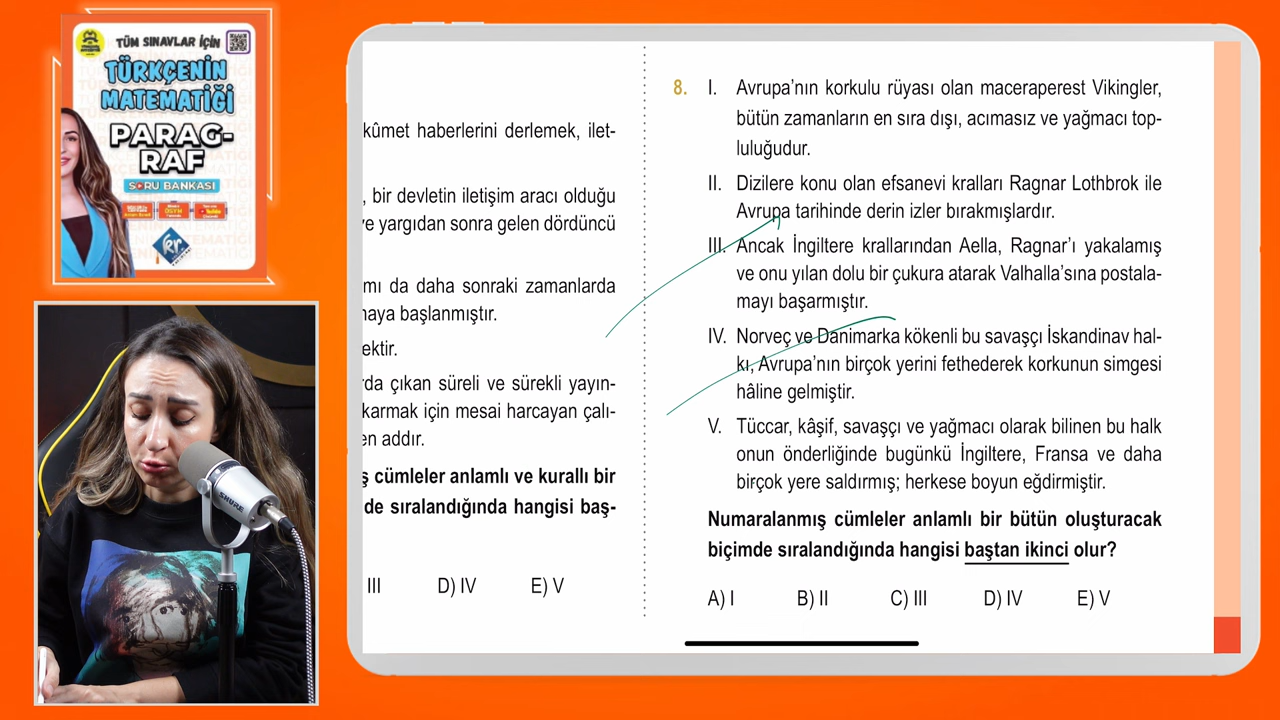 TÜM SINAVLAR İÇİN
TÜRKÇENİN
MATEMATİĞİ
PARAG-
RAF
SORU BANKASI
kûmet haberlerini derlemek, ilet-
, bir devletin iletişim aracı olduğu
ve yargıdan sonra gelen dördüncü
mı da daha sonraki zamanlarda
maya başlanmıştır.
ektir.
rda çıkan süreli ve sürekli yayın-
karmak için mesai harcayan çalı-
en addır.
ş cümleler anlamlı ve kurallı bir
de sıralandığında hangisi baş-
III D) IV E) V
8. I. Avrupa’nın korkulu rüyası olan maceraperest Vikingler,
bütün zamanların en sıra dışı, acımasız ve yağmacı top-
luluğudur.
II. Dizilere konu olan efsanevi kralları Ragnar Lothbrok ile
Avrupa tarihinde derin izler bırakmışlardır.
III. Ancak İngiltere krallarından Aella, Ragnar’ı yakalamış
ve onu yılan dolu bir çukura atarak Valhalla’sına postala-
mayı başarmıştır.
IV. Norveç ve Danimarka kökenli bu savaşçı İskandinav hal-
kı, Avrupa’nın birçok yerini fethederek korkunun simgesi
hâline gelmiştir.
V. Tüccar, kâşif, savaşçı ve yağmacı olarak bilinen bu halk
onun önderliğinde bugünkü İngiltere, Fransa ve daha
birçok yere saldırmış; herkese boyun eğdirmiştir.
Numaralanmış cümleler anlamlı bir bütün oluşturacak
biçimde sıralandığında hangisi baştan ikinci olur?
A) I B) II C) III D) IV E) V
SHURE